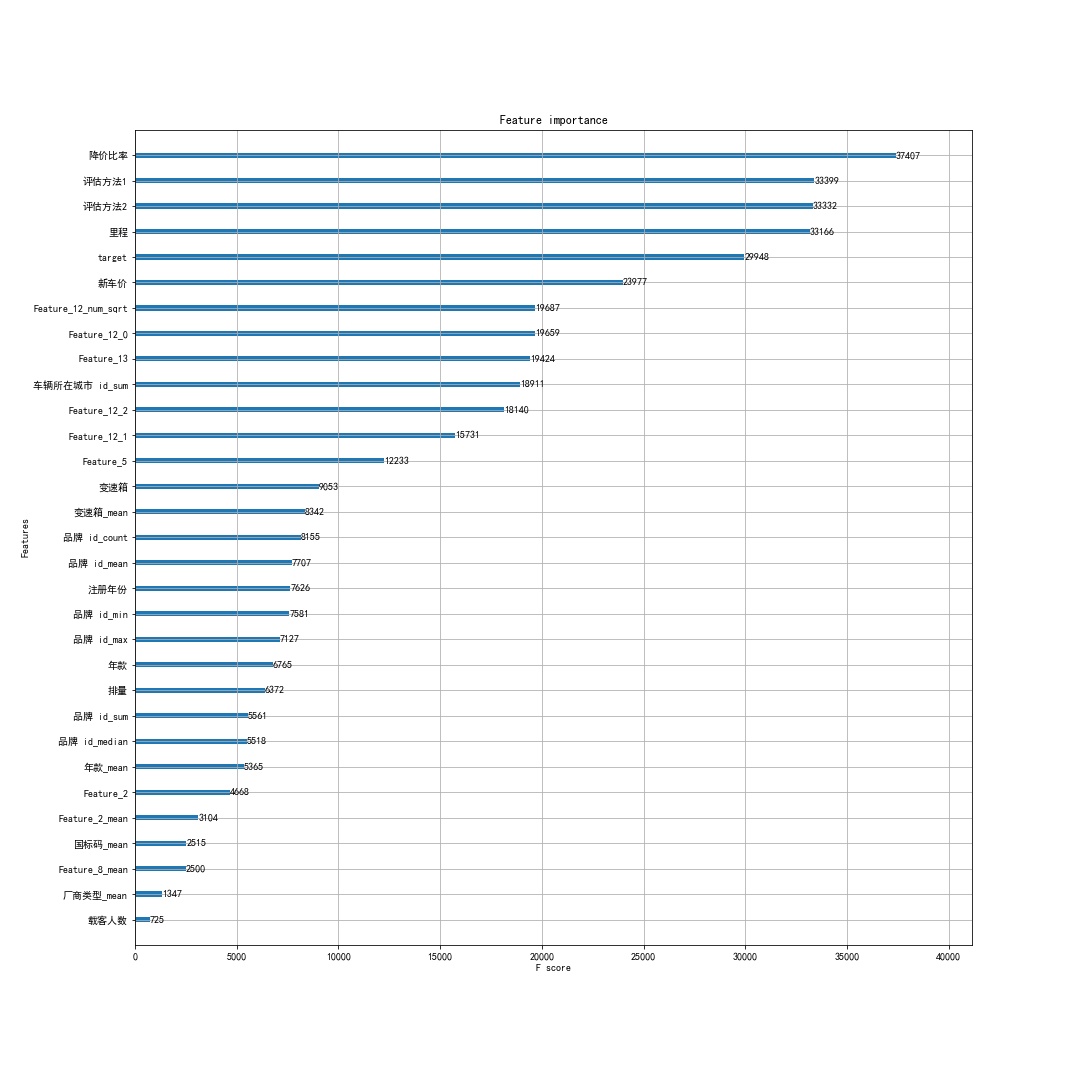 Feature importance
降价比率 37407
评估方法1 33399
评估方法2 33332
里程 33166
target 29948
新车价 23977
Feature_12_num_sqrt 19687
Feature_12_0 19659
Feature_13 19424
车辆所在城市 id_sum 18911
Feature_12_2 18140
Feature_12_1 15731
Feature_5 12233
变速箱 9053
变速箱_mean 8342
品牌 id_count 8155
品牌 id_mean 7707
注册年份 7626
品牌 id_min 7581
品牌 id_max 7127
年款 6765
排量 6372
品牌 id_sum 5561
品牌 id_median 5518
年款_mean 5365
Feature_2 4668
Feature_2_mean 3104
国标码_mean 2515
Feature_8_mean 2500
厂商类型_mean 1347
载客人数 725
Features
0 5000 10000 15000 20000 25000 30000 35000 40000
F score